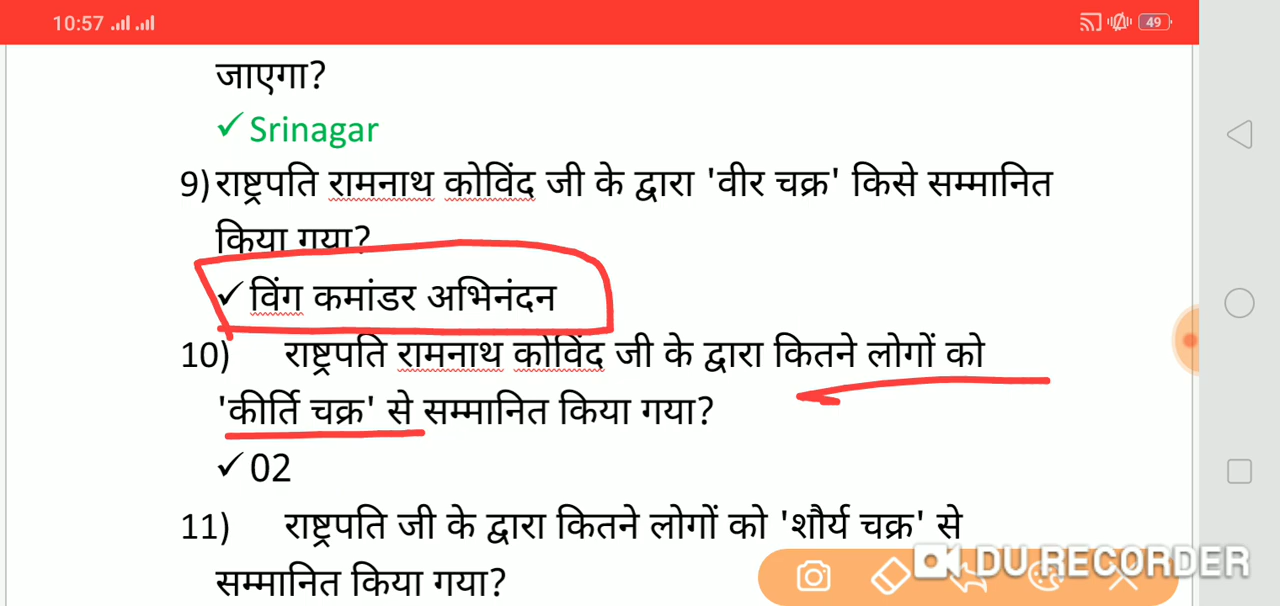 10:57
49
जाएगा?
✓ Srinagar
9) राष्ट्रपति रामनाथ कोविंद जी के द्वारा 'वीर चक्र' किसे सम्मानित
किया गया?
✓ विंग कमांडर अभिनंदन
10) राष्ट्रपति रामनाथ कोविंद जी के द्वारा कितने लोगों को
'कीर्ति चक्र' से सम्मानित किया गया?
✓ 02
11) राष्ट्रपति जी के द्वारा कितने लोगों को 'शौर्य चक्र' से
सम्मानित किया गया?
DU RECORDER